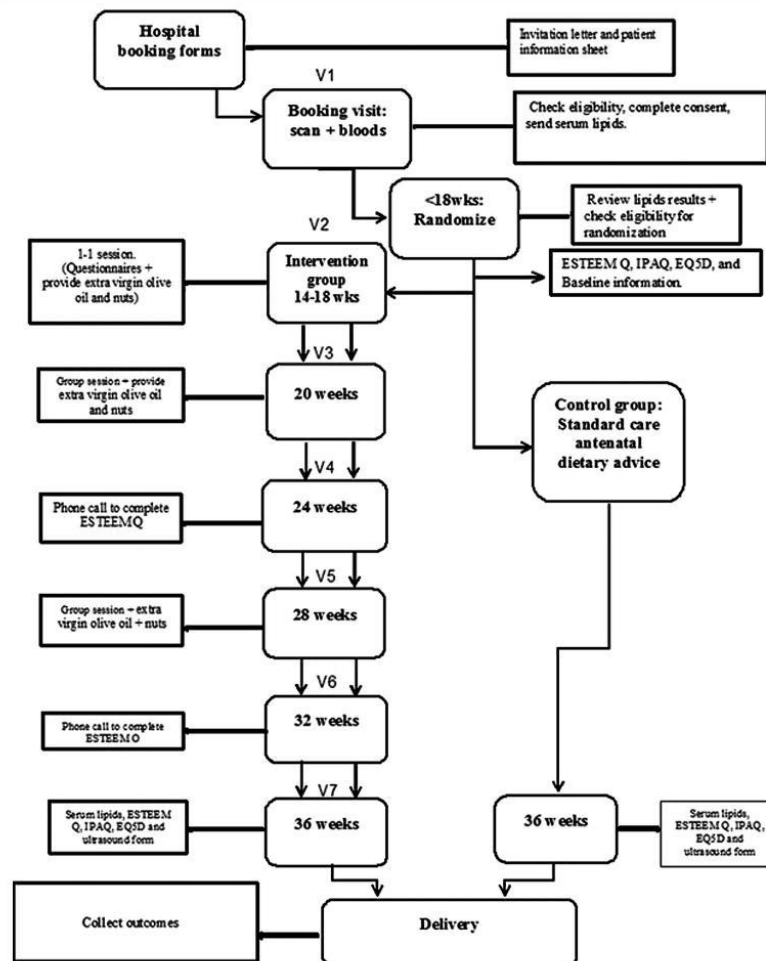 Hospital
booking forms
Invitation letter and patient
information sheet
V1
Booking visit:
scan + bloods
Check eligibility, complete consent,
send serum lipids.
<18wks:
Randomize
Review lipids results +
check eligibility for
randomization
V2
1-1 session.
(Questionnaires +
provide extra virgin olive
oil and nuts)
Intervention
group
14-18 wks
ESTEEM Q, IPAQ, EQ5D, and
Baseline information.
V3
Group session + provide
extra virgin olive oil
and nuts
20 weeks
Control group:
Standard care
antenatal
dietary advice
V4
Phone call to complete
ESTEEM Q
24 weeks
V5
Group session + extra
virgin olive oil + nuts
28 weeks
V6
Phone call to complete
ESTEEM Q
32 weeks
V7
Serum lipids, ESTEEM
Q, IPAQ, EQ5D and
ultrasound form
36 weeks
36 weeks
Serum lipids,
ESTEEM Q, IPAQ,
EQ5D and
ultrasound form
Collect outcomes
Delivery